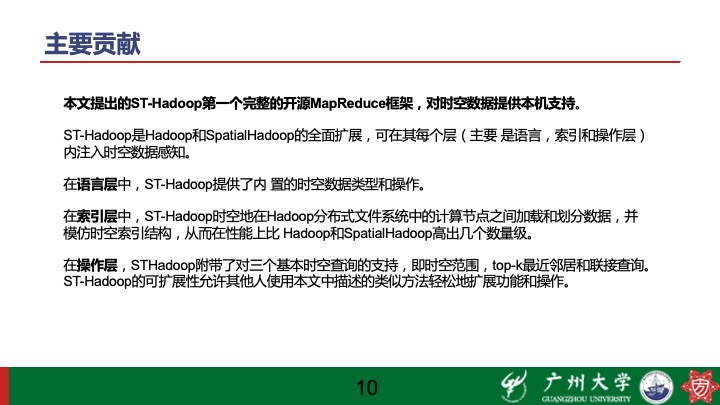 主要贡献
本文提出的ST-Hadoop第一个完整的开源MapReduce框架，对时空数据提供本机支持。
ST-Hadoop是Hadoop和SpatialHadoop的全面扩展，可在其每个层（主要 是语言，索引和操作层）
内注入时空数据感知。
在语言层中，ST-Hadoop提供了内 置的时空数据类型和操作。
在索引层中，ST-Hadoop时空地在Hadoop分布式文件系统中的计算节点之间加载和划分数据，并
模仿时空索引结构，从而在性能上比 Hadoop和SpatialHadoop高出几个数量级。
在操作层，STHadoop附带了对三个基本时空查询的支持，即时空范围，top-k最近邻居和联接查询。
ST-Hadoop的可扩展性允许其他人使用本文中描述的类似方法轻松地扩展功能和操作。
10
广州大学
GUANGZHOU UNIVERSITY